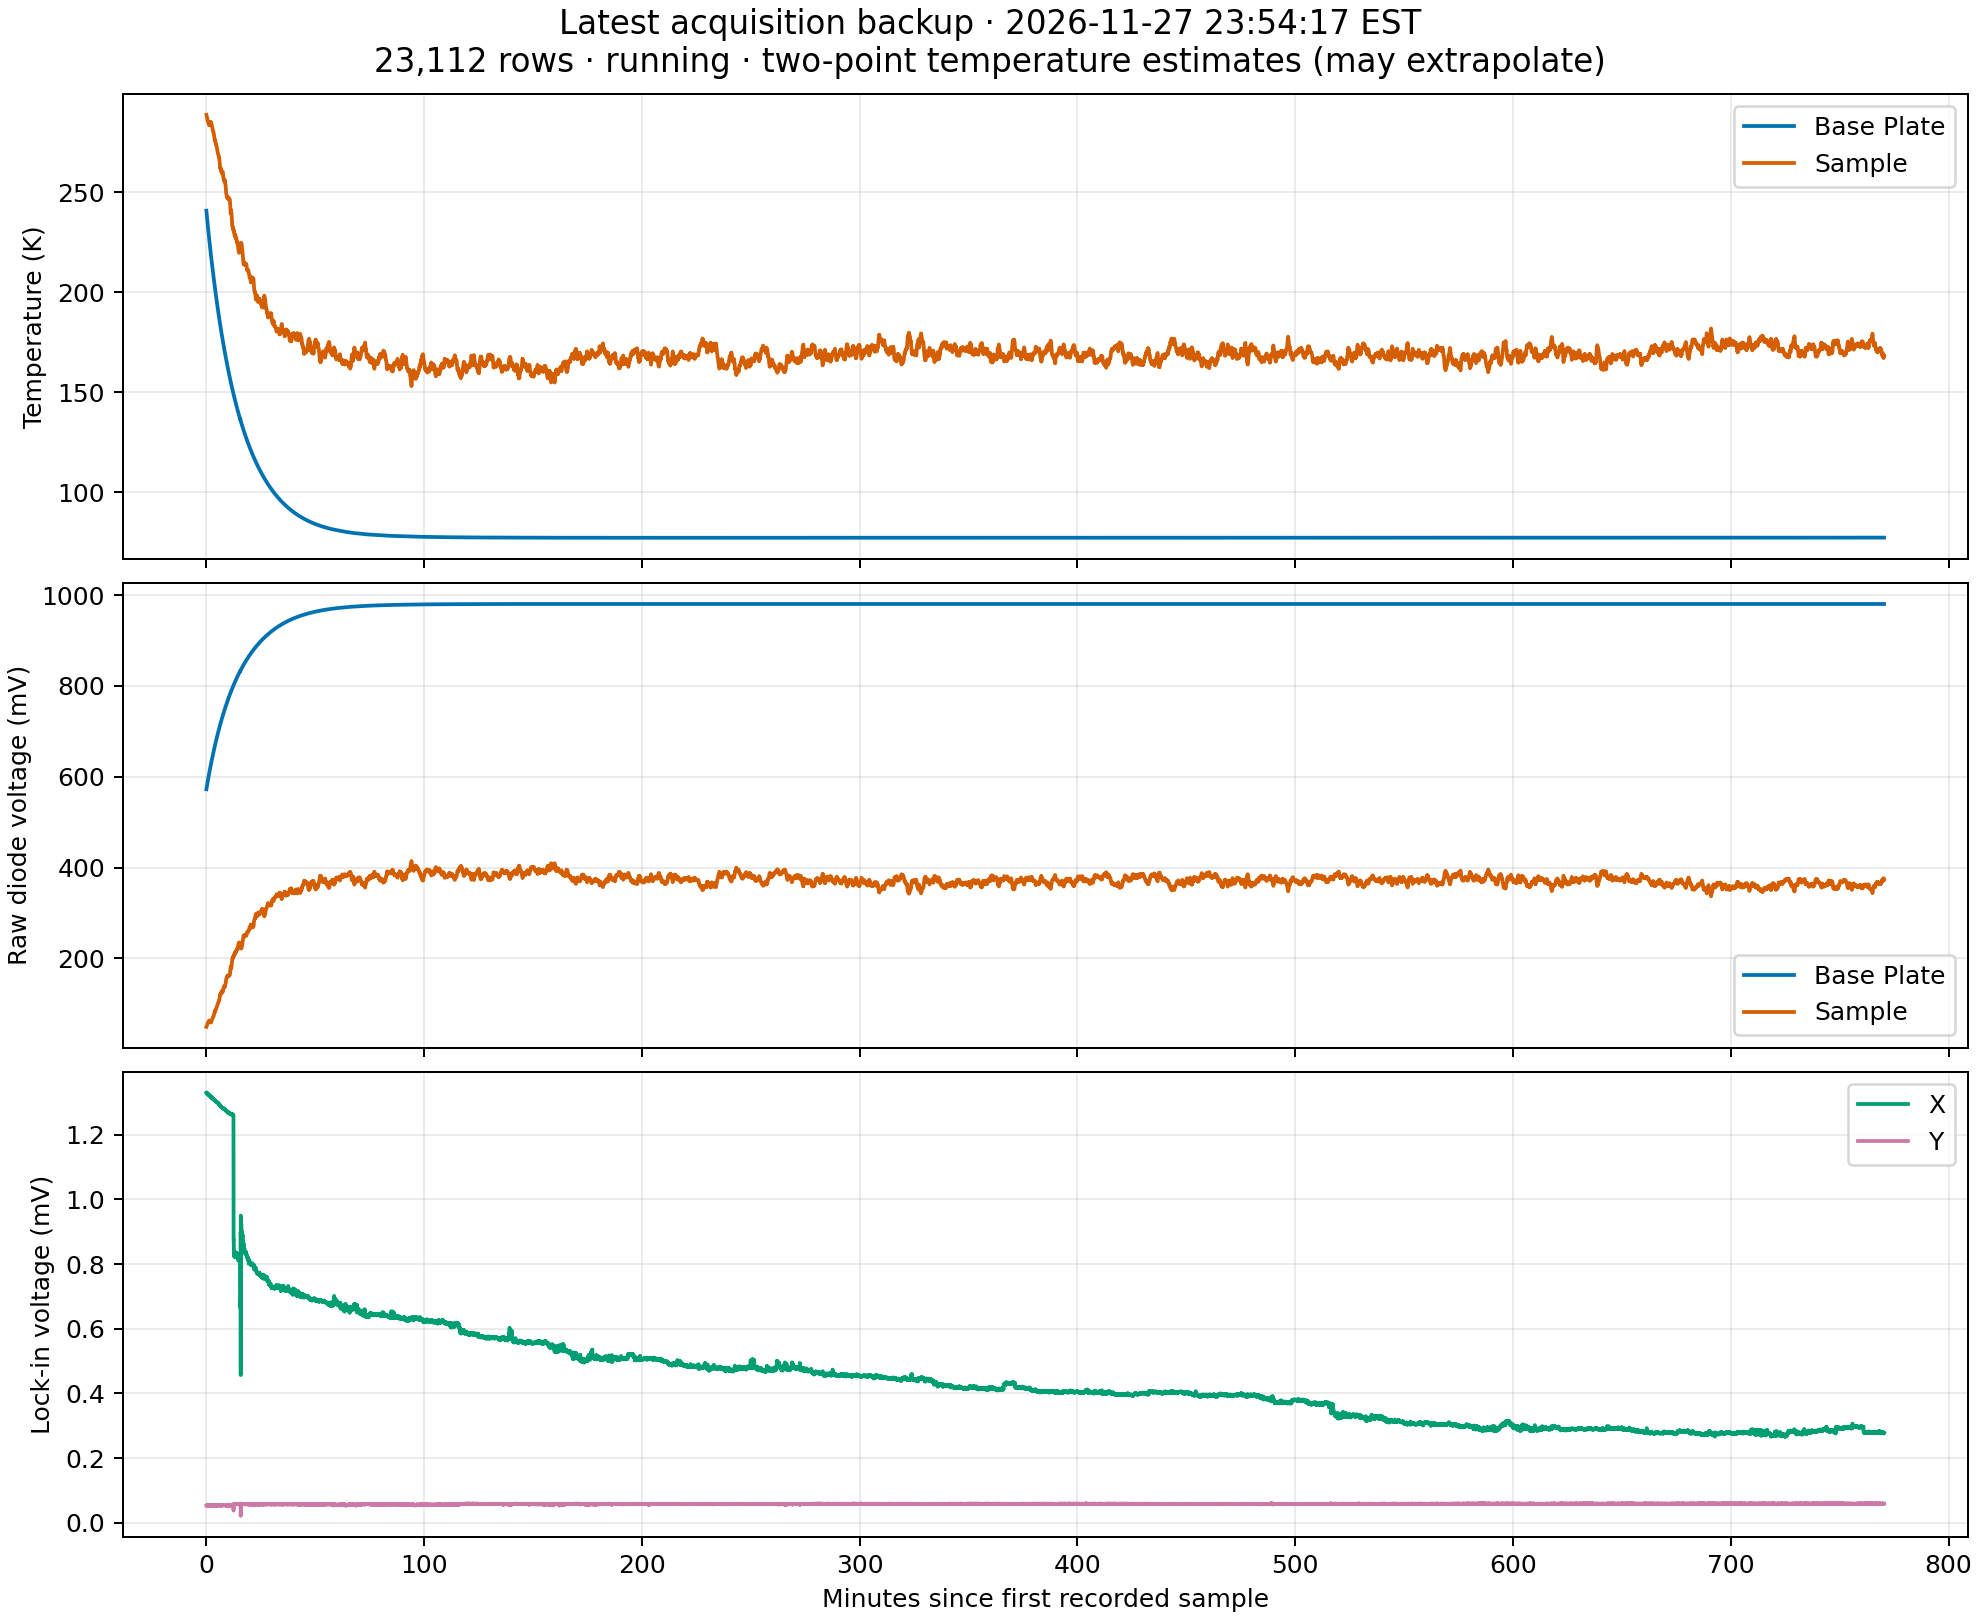 Latest acquisition backup · 2026-11-27 23:54:17 EST
23,112 rows · running · two-point temperature estimates (may extrapolate)
Temperature (K)
250
200
150
100
Base Plate
Sample
Raw diode voltage (mV)
1000
800
600
400
200
Base Plate
Sample
Lock-in voltage (mV)
1.2
1.0
0.8
0.6
0.4
0.2
0.0
X
Y
0 100 200 300 400 500 600 700 800
Minutes since first recorded sample